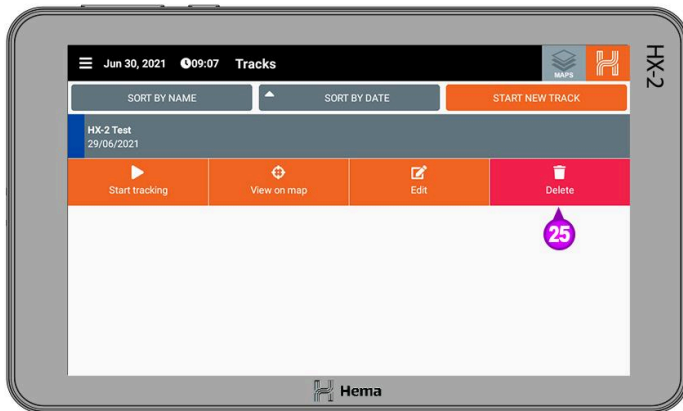 Jun 30, 2021 09:07 Tracks
MAPS
HX-2
SORT BY NAME
SORT BY DATE
START NEW TRACK
HX-2 Test
29/06/2021
Start tracking
View on map
Edit
Delete
25
Hema